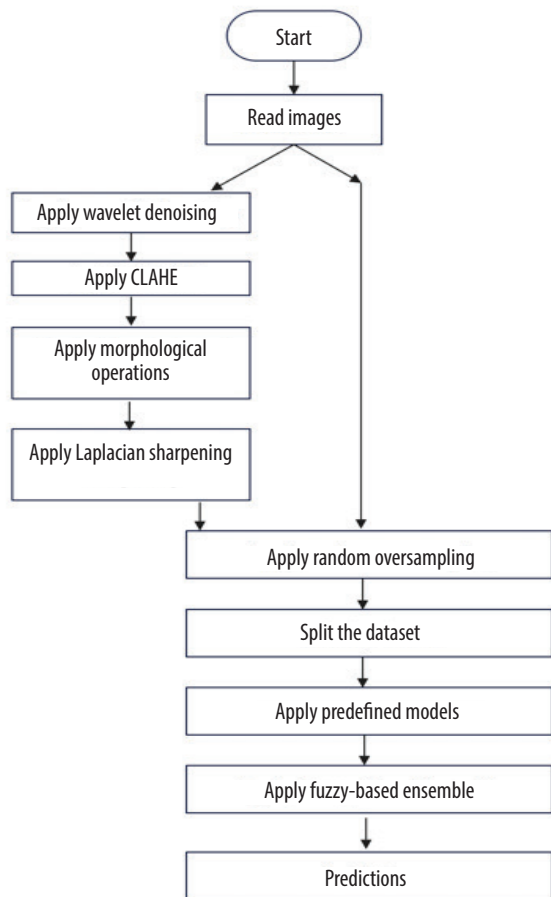 Start
Read images
Apply wavelet denoising
Apply CLAHE
Apply morphological
operations
Apply Laplacian sharpening
Apply random oversampling
Split the dataset
Apply predefined models
Apply fuzzy-based ensemble
Predictions